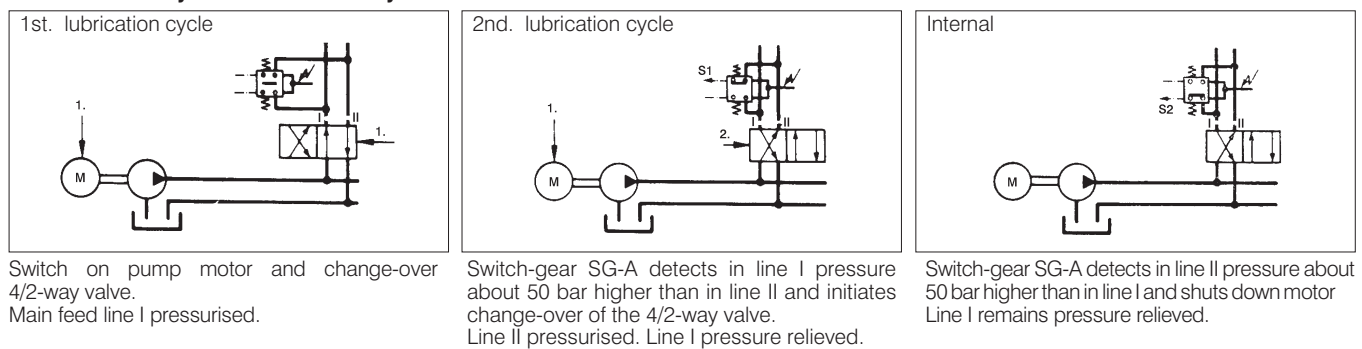 1st. lubrication cycle
1.
I II
1.
M
Switch on pump motor and change-over
4/2-way valve.
Main feed line I pressurised.
2nd. lubrication cycle
S1
1.
I II
2.
M
Switch-gear SG-A detects in line I pressure
about 50 bar higher than in line II and initiates
change-over of the 4/2-way valve.
Line II pressurised. Line I pressure relieved.
Internal
S2
I II
M
Switch-gear SG-A detects in line II pressure about
50 bar higher than in line I and shuts down motor
Line I remains pressure relieved.